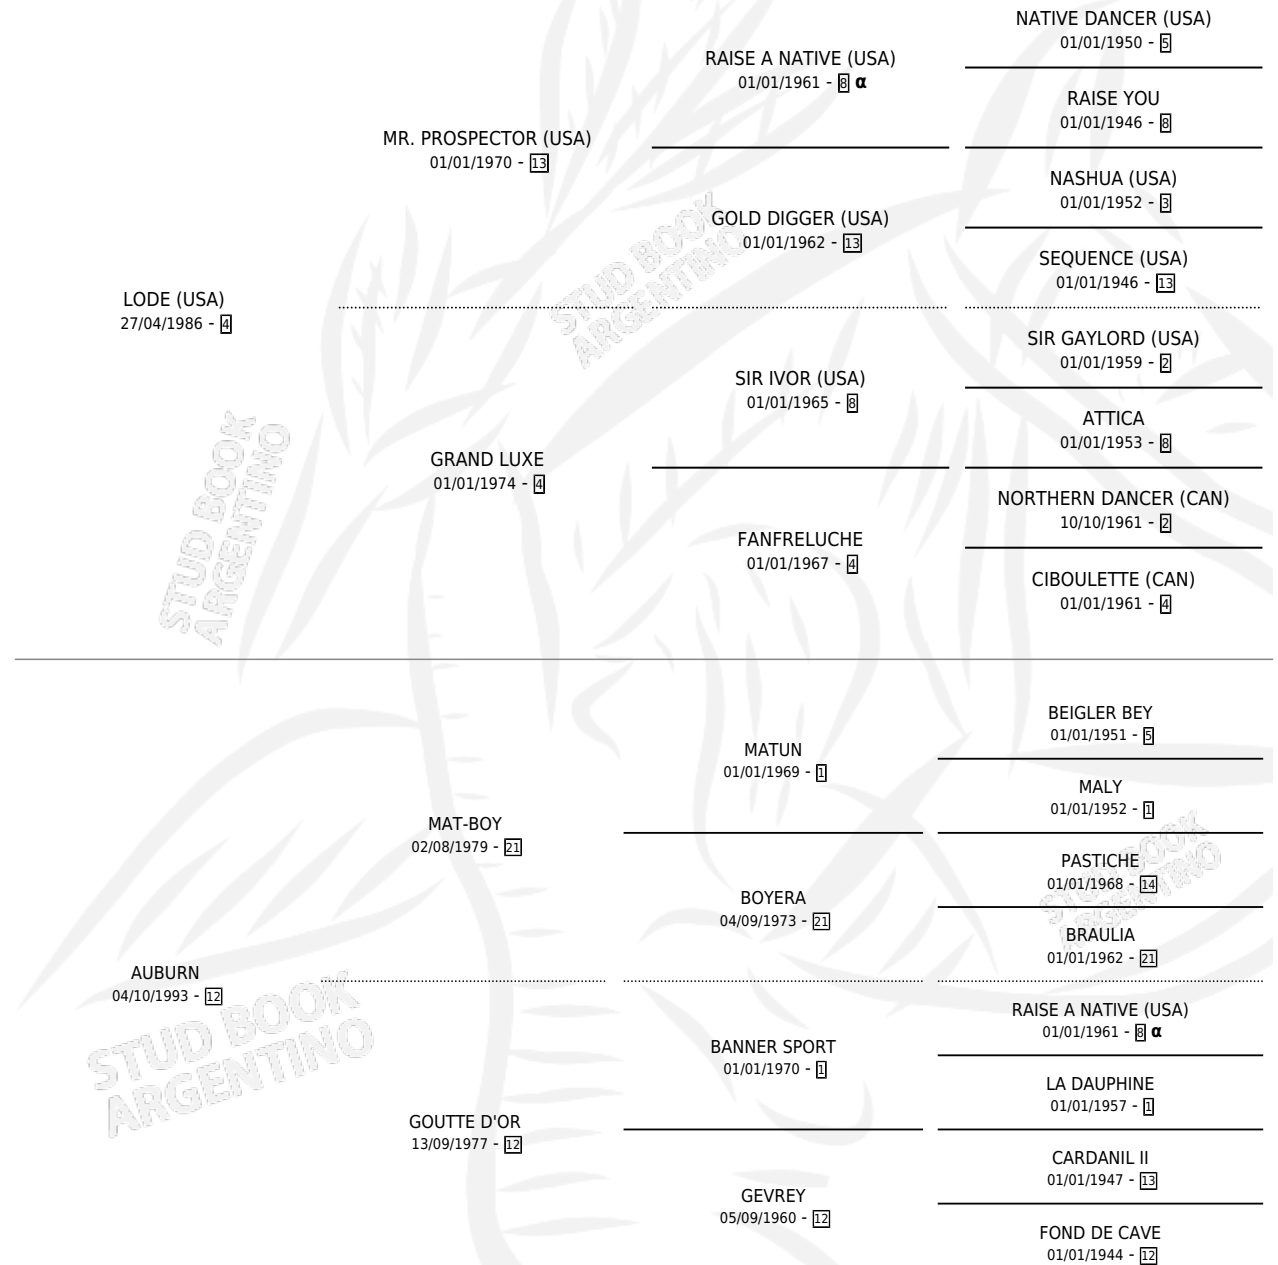 NATIVE DANCER (USA)
01/01/1950 - 5
RAISE A NATIVE (USA)
01/01/1961 - 8 α
RAISE YOU
01/01/1946 - 8
MR. PROSPECTOR (USA)
01/01/1970 - 13
NASHUA (USA)
01/01/1952 - 3
GOLD DIGGER (USA)
01/01/1962 - 13
SEQUENCE (USA)
01/01/1946 - 13
LODE (USA)
27/04/1986 - 4
SIR GAYLORD (USA)
01/01/1959 - 2
SIR IVOR (USA)
01/01/1965 - 8
ATTICA
01/01/1953 - 8
GRAND LUXE
01/01/1974 - 4
NORTHERN DANCER (CAN)
10/10/1961 - 2
FANFRELUCHE
01/01/1967 - 4
CIBOULETTE (CAN)
01/01/1961 - 4
BEIGLER BEY
01/01/1951 - 5
MATUN
01/01/1969 - 1
MALY
01/01/1952 - 1
MAT-BOY
02/08/1979 - 21
PASTICHE
01/01/1968 - 14
BOYERA
04/09/1973 - 21
BRAULIA
01/01/1962 - 21
AUBURN
04/10/1993 - 12
RAISE A NATIVE (USA)
01/01/1961 - 8 α
BANNER SPORT
01/01/1970 - 1
LA DAUPHINE
01/01/1957 - 1
GOUTTE D'OR
13/09/1977 - 12
CARDANIL II
01/01/1947 - 13
GEVREY
05/09/1960 - 12
FOND DE CAVE
01/01/1944 - 12
STUD BOOK
ARGENTINO
STUD BOOK
ARGENTINO
STUD BOOK
ARGENTINO
STUD BOOK
ARGENTINO